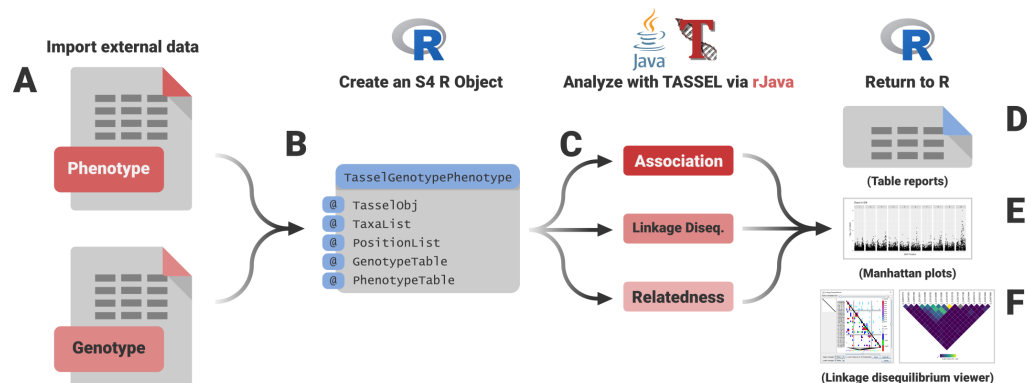 Import external data
A
Phenotype
Genotype
R
Create an S4 R Object
B
TasselGenotypePhenotype
@ TasselObj
@ TaxaList
@ PositionList
@ GenotypeTable
@ PhenotypeTable
Java
T
Analyze with TASSEL via rJava
C
Association
Linkage Diseq.
Relatedness
R
Return to R
D
(Table reports)
E
(Manhattan plots)
F
(Linkage disequilibrium viewer)